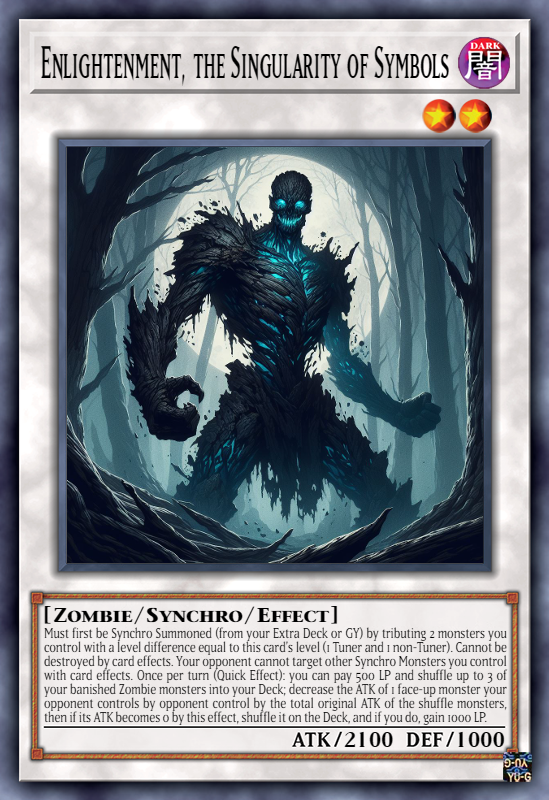 Enlightenment, the Singularity of Symbols
DARK
闇
[Zombie/Synchro/Effect]
Must first be Synchro Summoned (from your Extra Deck or GY) by tributing 2 monsters you
control with a level difference equal to this card's level (1 Tuner and 1 non-Tuner). Cannot be
destroyed by card effects. Your opponent cannot target other Synchro Monsters you control
with card effects. Once per turn (Quick Effect): you can pay 500 LP and shuffle up to 3 of
your banished Zombie monsters into your Deck; decrease the ATK of 1 face-up monster your
opponent controls by opponent control by the total original ATK of the shuffle monsters,
then if its ATK becomes 0 by this effect, shuffle it on the Deck, and if you do, gain 1000 LP.
ATK/2100 DEF/1000
YU-G
YU-G